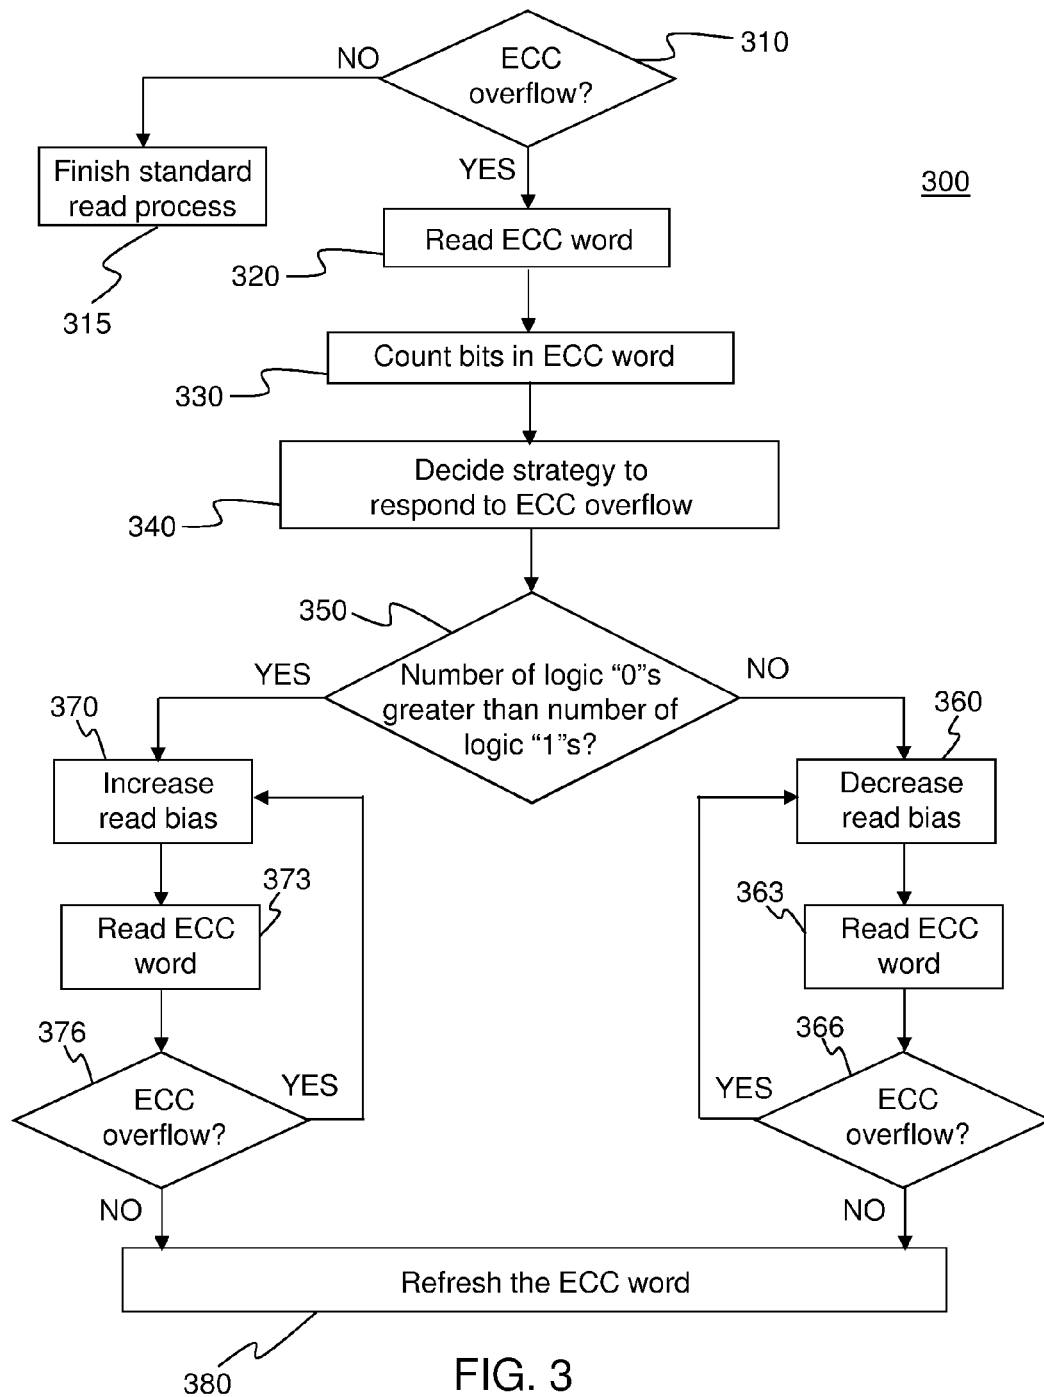 310
ECC
overflow?
NO
YES
Finish standard
read process
300
315
Read ECC word
320
Count bits in ECC word
330
Decide strategy to
respond to ECC overflow
340
350
Number of logic “0”s
greater than number of
logic “1”s?
YES
NO
370
360
Increase
read bias
Decrease
read bias
373
363
Read ECC
word
Read ECC
word
376
366
ECC
overflow?
YES
YES
ECC
overflow?
NO
NO
Refresh the ECC word
380
FIG. 3